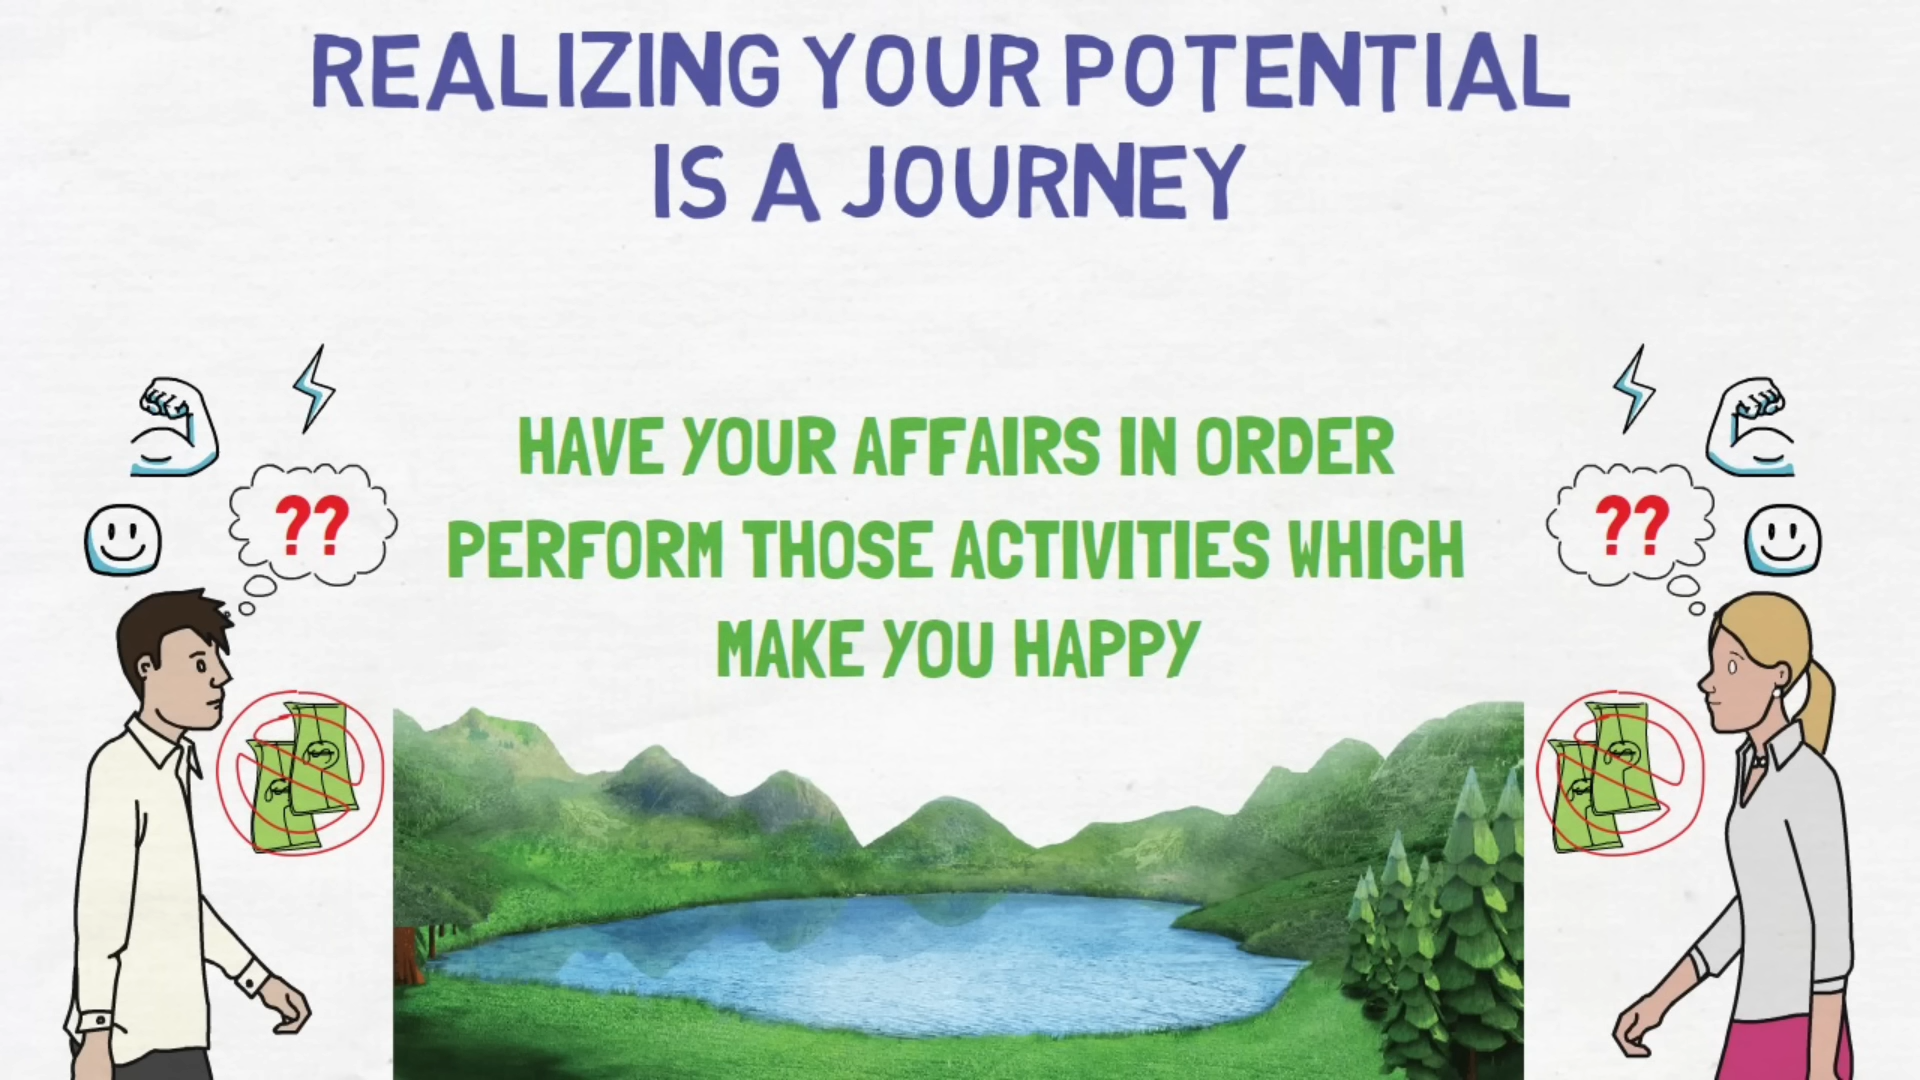 REALIZING YOUR POTENTIAL
IS A JOURNEY
HAVE YOUR AFFAIRS IN ORDER
??
??
PERFORM THOSE ACTIVITIES WHICH
MAKE YOU HAPPY